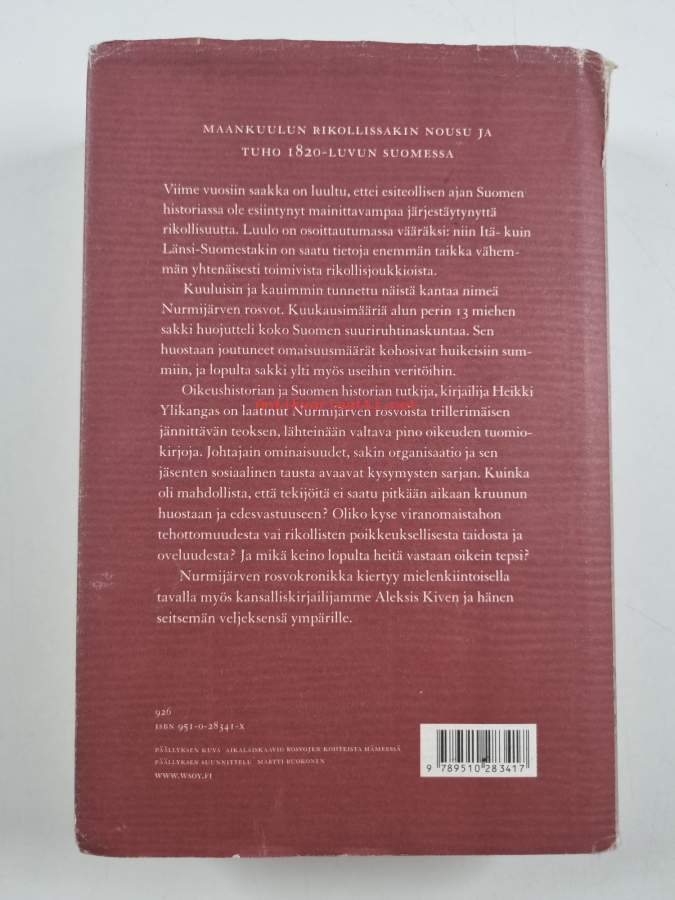 MAANKUULUN RIKOLLISSAKIN NOUSU JA
TUHO 1820-LUVUN SUOMESSA
Viime vuosiin saakka on luultu, ettei esiteollisen ajan Suomen
historiassa ole esiintynyt mainittavampaa järjestäytynyttä
rikollisuutta. Luulo on osoittautumassa vääräksi: niin Itä- kuin
Länsi-Suomestakin on saatu tietoja enemmän taikka vähem-
män yhtenäisesti toimivista rikollisjoukkioista.
Kuuluisin ja kauimmin tunnettu näistä kantaa nimeä
Nurmijärven rosvot. Kuukausimääriä alun perin 13 miehen
sakki huojutteli koko Suomen suuriruhtinaskuntaa. Sen
huostaan joutuneet omaisuusmäärät kohosivat huikeisiin sum-
miin, ja lopulta sakki ylti myös useihin veritöihin.
Oikeushistorian ja Suomen historian tutkija, kirjailija Heikki
Ylikangas on laatinut Nurmijärven rosvoista trillerimäisen
jännittävän teoksen, lähteinään valtava pino oikeuden tuomio-
kirjoja. Johtajain ominaisuudet, sakin organisaatio ja sen
jäsenten sosiaalinen tausta avaavat kysymysten sarjan. Kuinka
oli mahdollista, että tekijöitä ei saatu pitkään aikaan kruunun
huostaan ja edesvastuuseen? Oliko kyse viranomaistahon
tehottomuudesta vai rikollisten poikkeuksellisesta taidosta ja
oveluudesta? Ja mikä keino lopulta heitä vastaan oikein tepsi?
Nurmijärven rosvokronikka kiertyy mielenkiintoisella
tavalla myös kansalliskirjailijamme Aleksis Kiven ja hänen
seitsemän veljeksensä ympärille.
926
ISBN 951-0-28341-X
PÄÄLLYKSEN KUVA AIKALAISKAAVIO ROSVOJEN KOHTEISTA HÄMEESSÄ
PÄÄLLYKSEN SUUNNITTELU MARTTI RUOKONEN
WWW.WSOY.FI
9 789510 283417